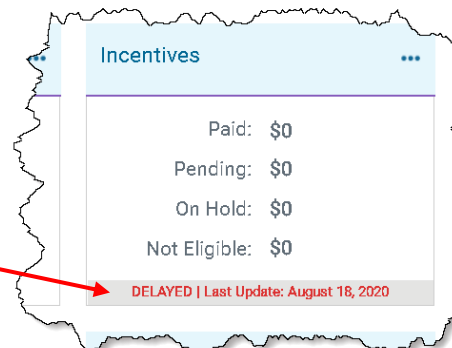 Incentives
Paid: $0
Pending: $0
On Hold: $0
Not Eligible: $0
DELAYED | Last Update: August 18, 2020